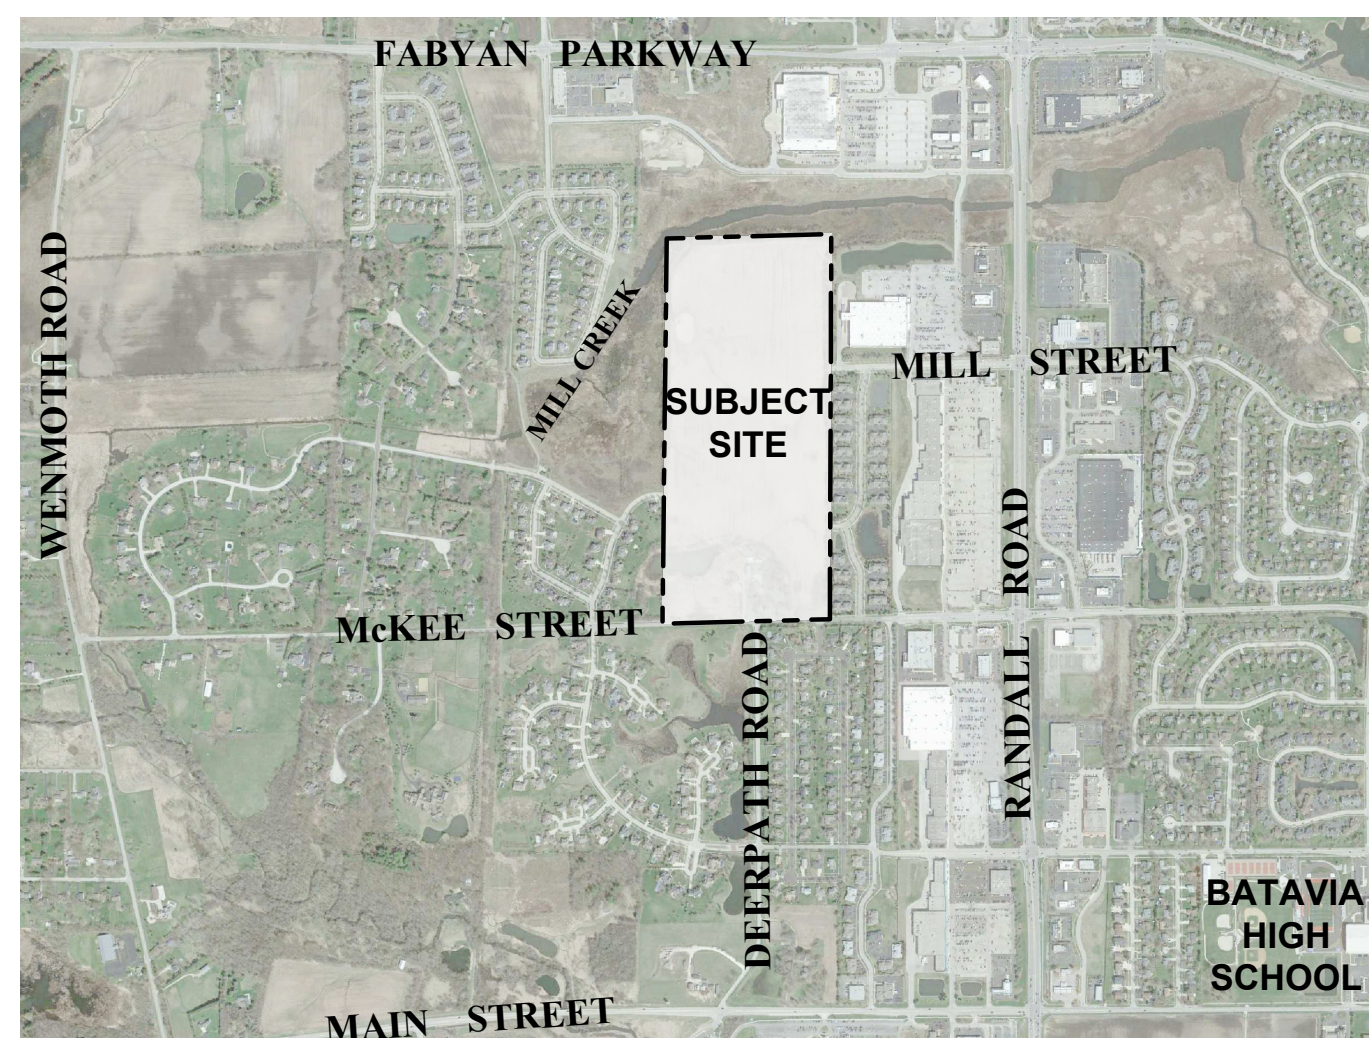 FABYAN PARKWAY
WENMOTH ROAD
MILL CREEK
MILL STREET
SUBJECT
SITE
McKEE STREET
RANDALL ROAD
DEERPATH ROAD
BATAVIA
HIGH
SCHOOL
MAIN STREET